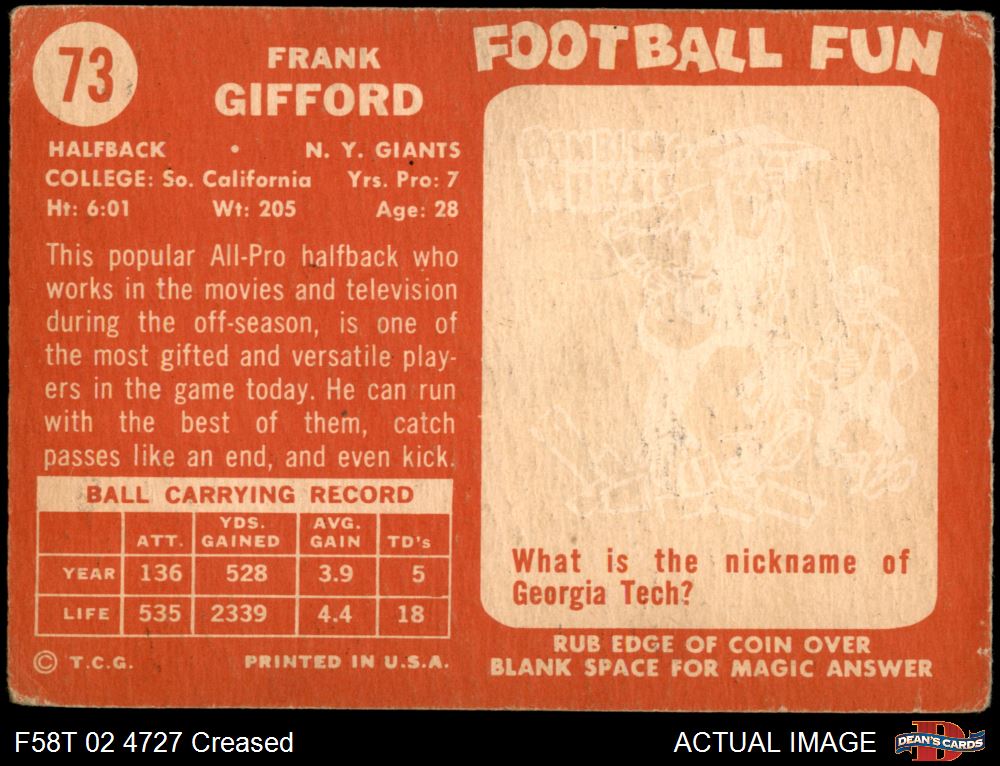 73
FRANK
GIFFORD
HALFBACK • N. Y. GIANTS
COLLEGE: So. California Yrs. Pro: 7
Ht: 6:01 Wt: 205 Age: 28
This popular All-Pro halfback who
works in the movies and television
during the off-season, is one of
the most gifted and versatile play-
ers in the game today. He can run
with the best of them, catch
passes like an end, and even kick.
BALL CARRYING RECORD
ATT. YDS. GAINED AVG. GAIN TD's
YEAR 136 528 3.9 5
LIFE 535 2339 4.4 18
© T.C.G. PRINTED IN U.S.A.
FOOTBALL FUN
What is the nickname of
Georgia Tech?
RUB EDGE OF COIN OVER
BLANK SPACE FOR MAGIC ANSWER
F58T 02 4727 Creased
ACTUAL IMAGE
DEAN'S CARDS